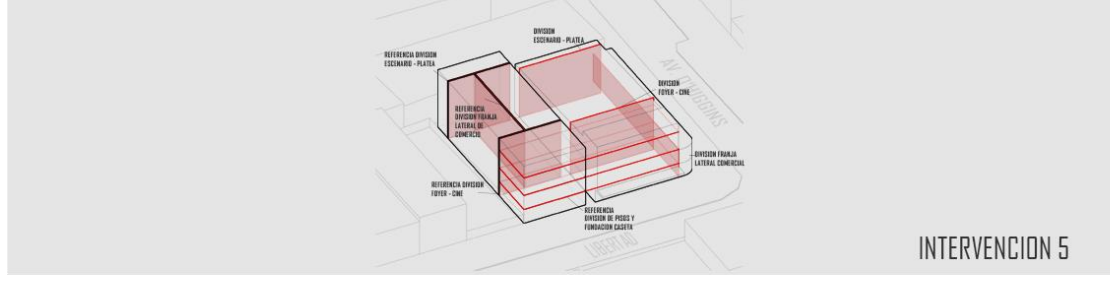 DIVISION
ESCENARIO - PLATEA
REFERENCIA DIVISION
ESCENARIO - PLATEA
AV. O'HIGGINS
DIVISION
FOYER - CINE
REFERENCIA
DIVISION FRANJA
LATERAL DE
COMERCIO
DIVISION FRANJA
LATERAL COMERCIAL
REFERENCIA DIVISION
FOYER - CINE
REFERENCIA
DIVISION DE PISOS Y
FUNDACION CASETA
LIBERTAD
INTERVENCION 5